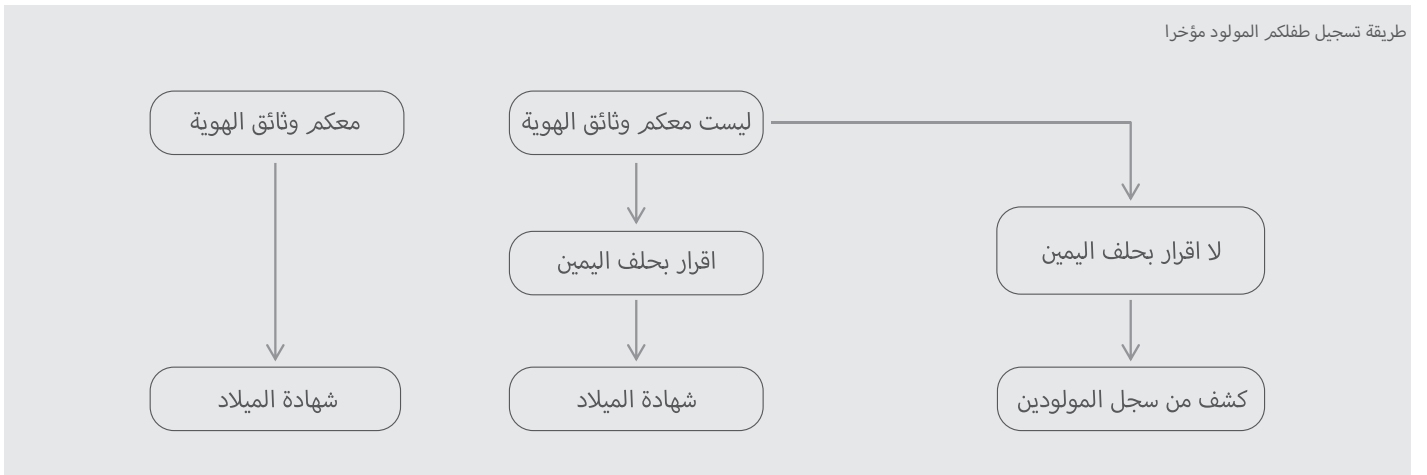 طريقة تسجيل طفلكم المولود مؤخرا
ليست معكم وثائق الهوية
معكم وثائق الهوية
لا اقرار بحلف اليمين
اقرار بحلف اليمين
كشف من سجل المولودين
شهادة الميلاد
شهادة الميلاد